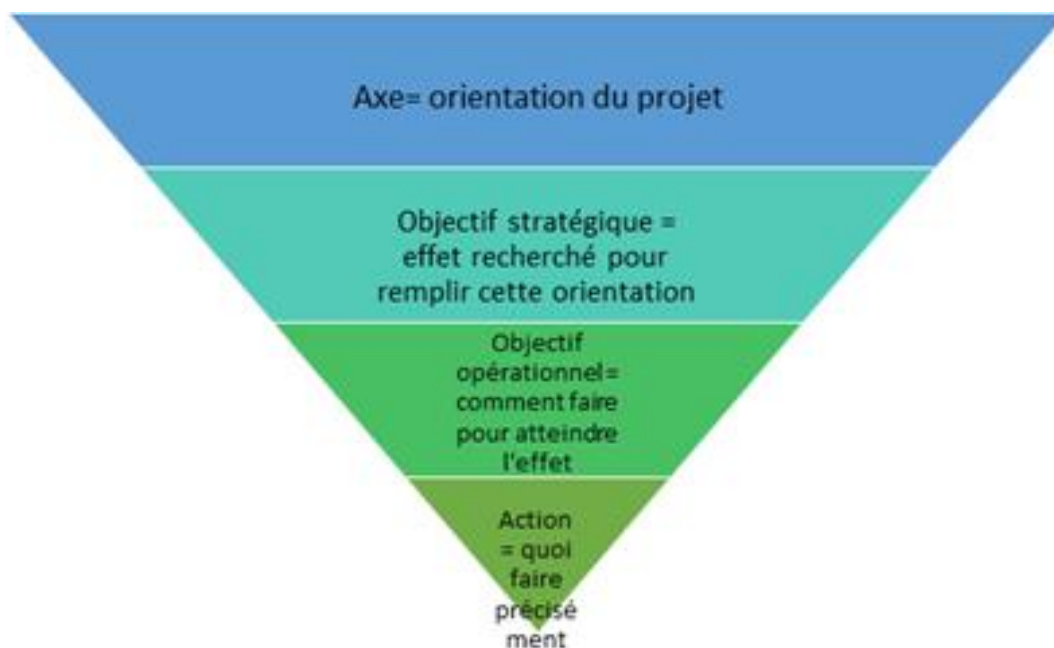 Axe= orientation du projet
Objectif stratégique =
effet recherché pour
remplir cette orientation
Objectif
opérationnel=
comment faire
pour atteindre
l'effet
Action
= quoi
faire
précisé
ment